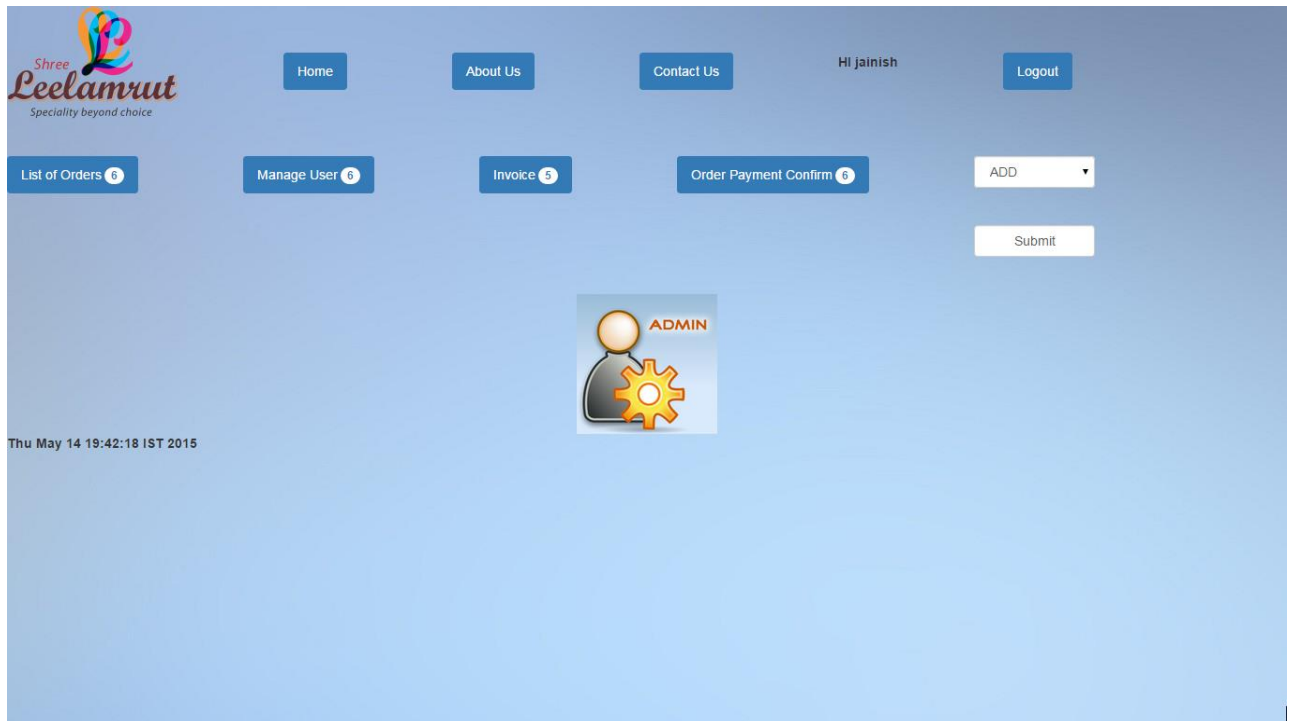 Shree
Leelamrut
Speciality beyond choice
Home
About Us
Contact Us
HI jainish
Logout
List of Orders 6
Manage User 6
Invoice 5
Order Payment Confirm 6
ADD
Submit
ADMIN
Thu May 14 19:42:18 IST 2015